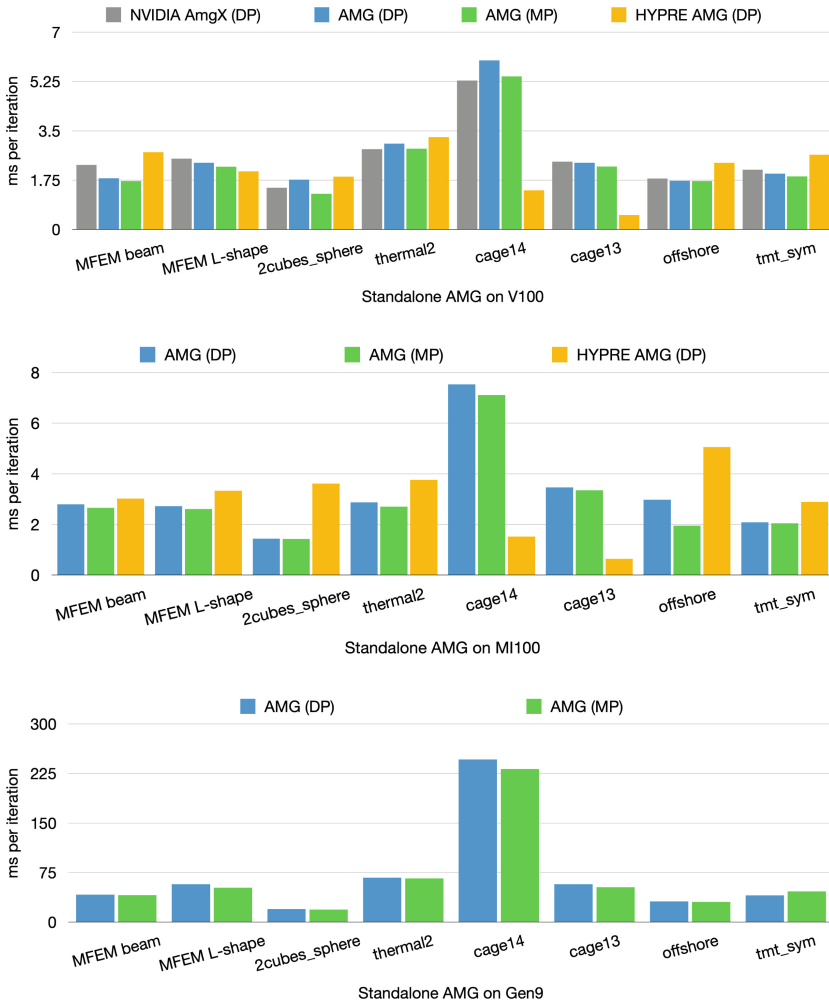 NVIDIA AmgX (DP) AMG (DP) AMG (MP) HYPRE AMG (DP)
7
5.25
3.5
1.75
0
ms per iteration
MFEM beam MFEM L-shape 2cubes_sphere thermal2 cage14 cage13 offshore tmt_sym
Standalone AMG on V100
AMG (DP) AMG (MP) HYPRE AMG (DP)
8
6
4
2
0
ms per iteration
MFEM beam MFEM L-shape 2cubes_sphere thermal2 cage14 cage13 offshore tmt_sym
Standalone AMG on MI100
AMG (DP) AMG (MP)
300
225
150
75
0
ms per iteration
MFEM beam MFEM L-shape 2cubes_sphere thermal2 cage14 cage13 offshore tmt_sym
Standalone AMG on Gen9